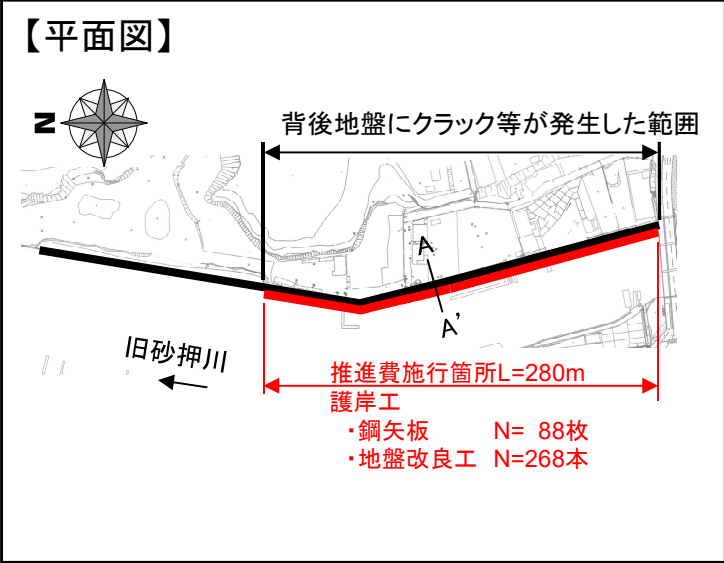 【平面図】
N
背後地盤にクラック等が発生した範囲
A
A’
旧砂押川
推進費施行箇所L=280m
護岸工
・鋼矢板 N= 88枚
・地盤改良工 N=268本